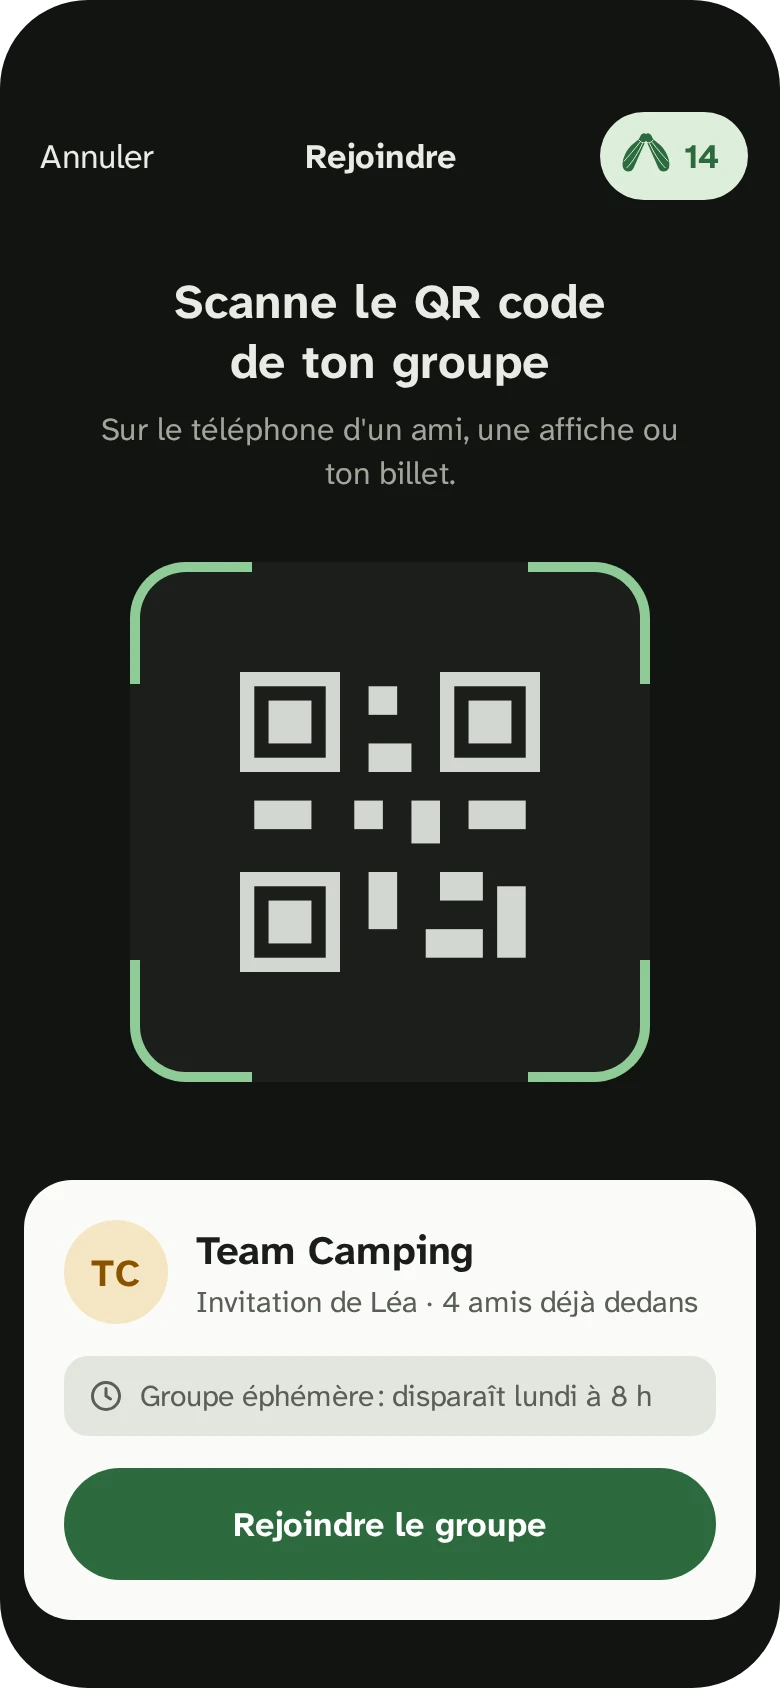 Annuler
Rejoindre
14
Scanne le QR code
de ton groupe
Sur le téléphone d'un ami, une affiche ou
ton billet.
TC
Team Camping
Invitation de Léa · 4 amis déjà dedans
Groupe éphémère : disparaît lundi à 8 h
Rejoindre le groupe